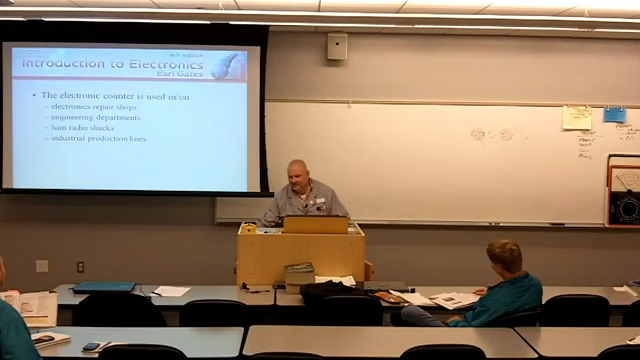 Introduction to Electronics
Earl Gates
• The electronic counter is used in/on:
– electronics repair shops.
– engineering departments.
– ham radio shacks
– industrial production lines.